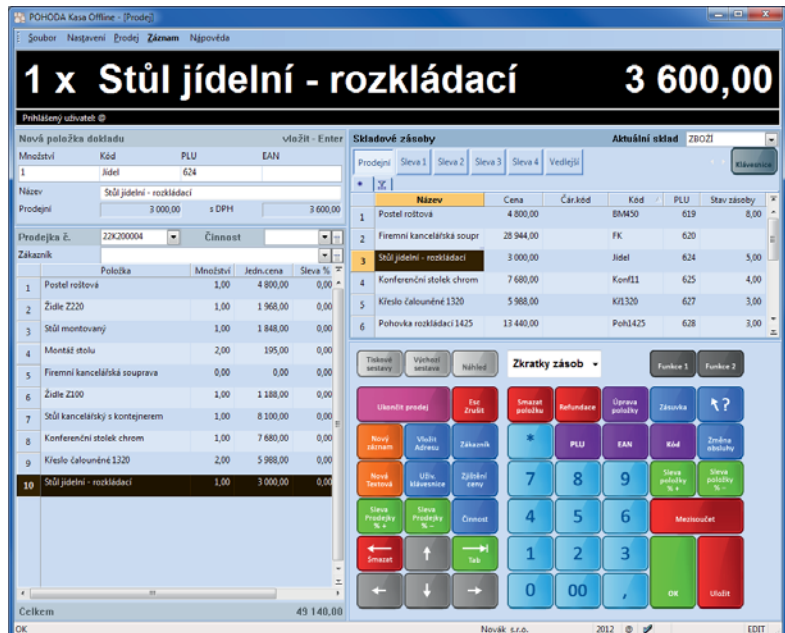 POHODA Kasa Offline - [Prodej]
Soubor Nastavení Prodej Záznam Nápověda
1 x Stůl jídelní - rozkládací 3 600,00
Prihlášený uživatel: @
Nová položka dokladu vložit - Enter
Množství Kód PLU EAN
1 Jidel 624
Název Stůl jídelní - rozkládací
Prodejní 3 000,00 s DPH 3 600,00
Prodejka č. 22K200004 Činnost
Zákazník
Položka Množství Jedn.cena Sleva %
1 Postel roštová 1,00 4 800,00 0,00
2 Židle Z220 1,00 1 968,00 0,00
3 Stůl montovaný 1,00 1 848,00 0,00
4 Montáž stolu 2,00 195,00 0,00
5 Firemní kancelářská souprava 0,00 0,00 0,00
6 Židle Z100 1,00 1 188,00 0,00
7 Stůl kancelářský s kontejnerem 1,00 8 100,00 0,00
8 Konferenční stolek chrom 1,00 7 680,00 0,00
9 Křeslo čalouněné 1320 2,00 5 988,00 0,00
10 Stůl jídelní - rozkládací 1,00 3 000,00 0,00
Celkem 49 140,00
Skladové zásoby Aktuální sklad ZBOŽÍ
Prodejní Sleva 1 Sleva 2 Sleva 3 Sleva 4 Vedlejší Klávesnice
Název Cena Čár.kód Kód PLU Stav zásoby
1 Postel roštová 4 800,00 BM450 619 8,00
2 Firemní kancelářská soupr 28 944,00 FK 620
3 Stůl jídelní - rozkládací 3 000,00 Jidel 624 5,00
4 Konferenční stolek chrom 7 680,00 Konf11 625 4,00
5 Křeslo čalouněné 1320 5 988,00 Kř1320 627 3,00
6 Pohovka rozkládací 1425 13 440,00 Poh1425 628 3,00
Tiskové sestavy Výchozí sestava Náhled Zkratky zásob Funkce 1 Funkce 2
Ukončit prodej Esc Zrušit Smazat položku Refundace Úprava položky Zásuvka ?
Nový záznam Vložit Adresu Zákazník * PLU EAN Kód Změna obsluhy
Nová Textová Uživ. klávesnice Zjištění ceny 7 8 9 Sleva položky % + Sleva položky % -
Sleva Prodejky % + Sleva Prodejky % - Činnost 4 5 6 Mezisoučet
Smazat Tab 1 2 3
0 00 , OK Uložit
OK Novák s.r.o. 2012 @ EDIT